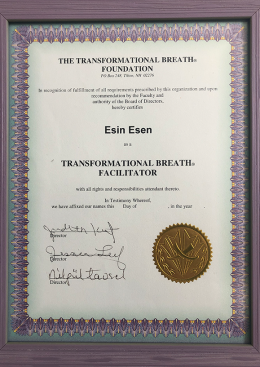 THE TRANSFORMATIONAL BREATH®
FOUNDATION
In recognition of fulfillment of all requirements prescribed by this organization and upon
recommendation by the Faculty and
authority of the Board of Directors,
hereby certifies
Esin Esen
as a
TRANSFORMATIONAL BREATH®
FACILITATOR
with all rights and responsibilities attendant thereto.
In Testimony Whereof,
we have affixed our names this Day of , in the year
Director
Director
Director